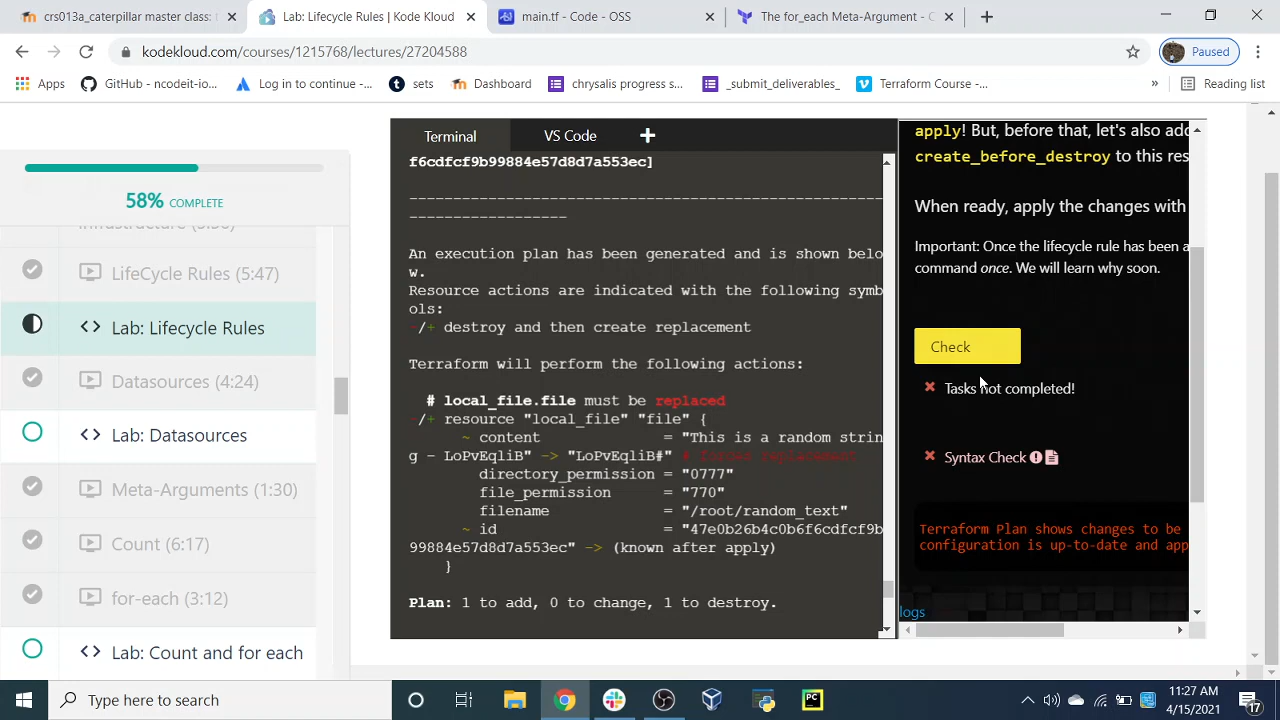 crs013a_caterpillar master class
Lab: Lifecycle Rules | Kode Kloud
main.tf - Code - OSS
The for_each Meta-Argument - C
kodekloud.com/courses/1215768/lectures/27204588
Paused
Apps
GitHub - ncodeit-o...
Log in to continue -...
sets
Dashboard
chrysalis progress s...
_submit_deliverables_
Terraform Course -...
»
Reading list
58% COMPLETE
LifeCycle Rules (5:47)
Lab: Lifecycle Rules
Datasources (4:24)
Lab: Datasources
Meta-Arguments (1:30)
Count (6:17)
for-each (3:12)
Lab: Count and for each
Terminal
VS Code
f6cdfcf9b99884e57d8d7a553ec]
------------------------------------------------------
------------------
An execution plan has been generated and is shown belo
w.
Resource actions are indicated with the following symb
ols:
-/+ destroy and then create replacement
Terraform will perform the following actions:
# local_file.file must be replaced
-/+ resource "local_file" "file" {
~ content = "This is a random strin
g - LoPvEqliB" -> "LoPvEqliB#" # forces replacement
directory_permission = "0777"
file_permission = "770"
filename = "/root/random_text"
~ id = "47e0b26b4c0b6f6cdfcf9b
99884e57d8d7a553ec" -> (known after apply)
}
Plan: 1 to add, 0 to change, 1 to destroy.
apply! But, before that, let's also add
create_before_destroy to this res
When ready, apply the changes with
Important: Once the lifecycle rule has been a
command once. We will learn why soon.
Check
Tasks not completed!
Syntax Check
Terraform Plan shows changes to be
configuration is up-to-date and app
logs
Type here to search
11:27 AM
4/15/2021
17